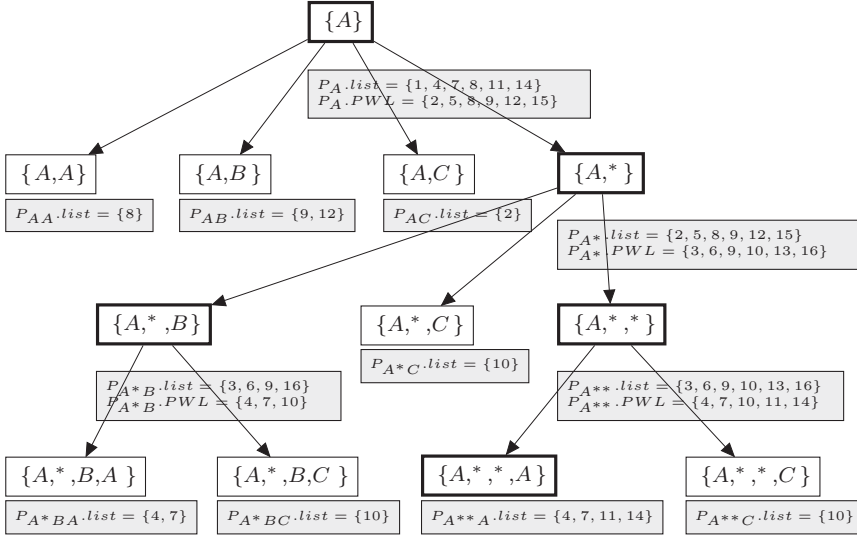 {A}
P_A.list = {1, 4, 7, 8, 11, 14}
P_A.PWL = {2, 5, 8, 9, 12, 15}
{A,A}
{A,B}
{A,C}
{A,*}
P_AA.list = {8}
P_AB.list = {9, 12}
P_AC.list = {2}
P_A*.list = {2, 5, 8, 9, 12, 15}
P_A*.PWL = {3, 6, 9, 10, 13, 16}
{A,*,B}
{A,*,C}
{A,*,*}
P_A*C.list = {10}
P_A*B.list = {3, 6, 9, 16}
P_A*B.PWL = {4, 7, 10}
P_A**.list = {3, 6, 9, 10, 13, 16}
P_A**.PWL = {4, 7, 10, 11, 14}
{A,*,B,A}
{A,*,B,C}
{A,*,*,A}
{A,*,*,C}
P_A*BA.list = {4, 7}
P_A*BC.list = {10}
P_A**A.list = {4, 7, 11, 14}
P_A**C.list = {10}